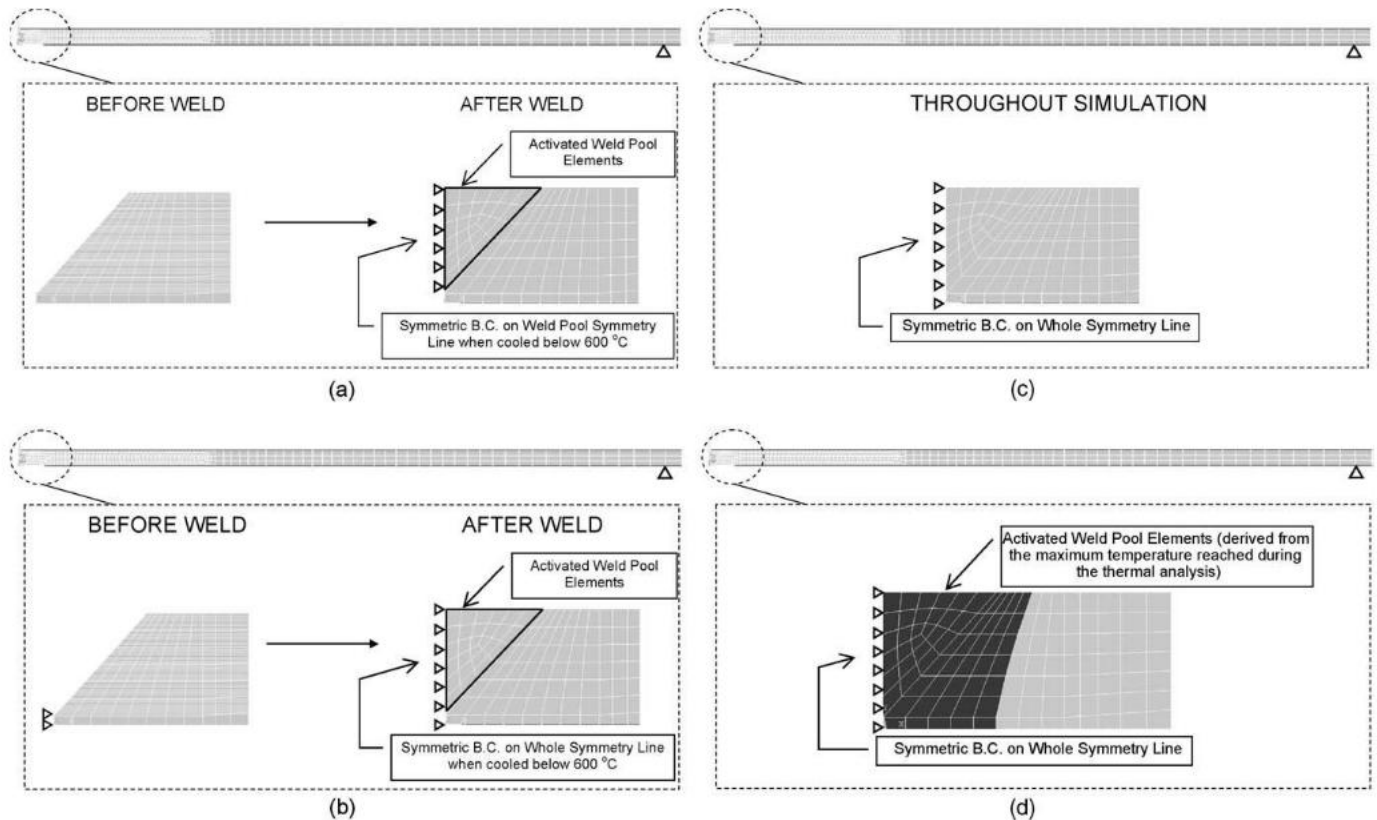 BEFORE WELD
AFTER WELD
Activated Weld Pool
Elements
Symmetric B.C. on Weld Pool Symmetry
Line when cooled below 600 °C
(a)
THROUGHOUT SIMULATION
Symmetric B.C. on Whole Symmetry Line
(c)
BEFORE WELD
AFTER WELD
Activated Weld Pool
Elements
Symmetric B.C. on Whole Symmetry Line
when cooled below 600 °C
(b)
Activated Weld Pool Elements (derived from
the maximum temperature reached during
the thermal analysis)
Symmetric B.C. on Whole Symmetry Line
(d)